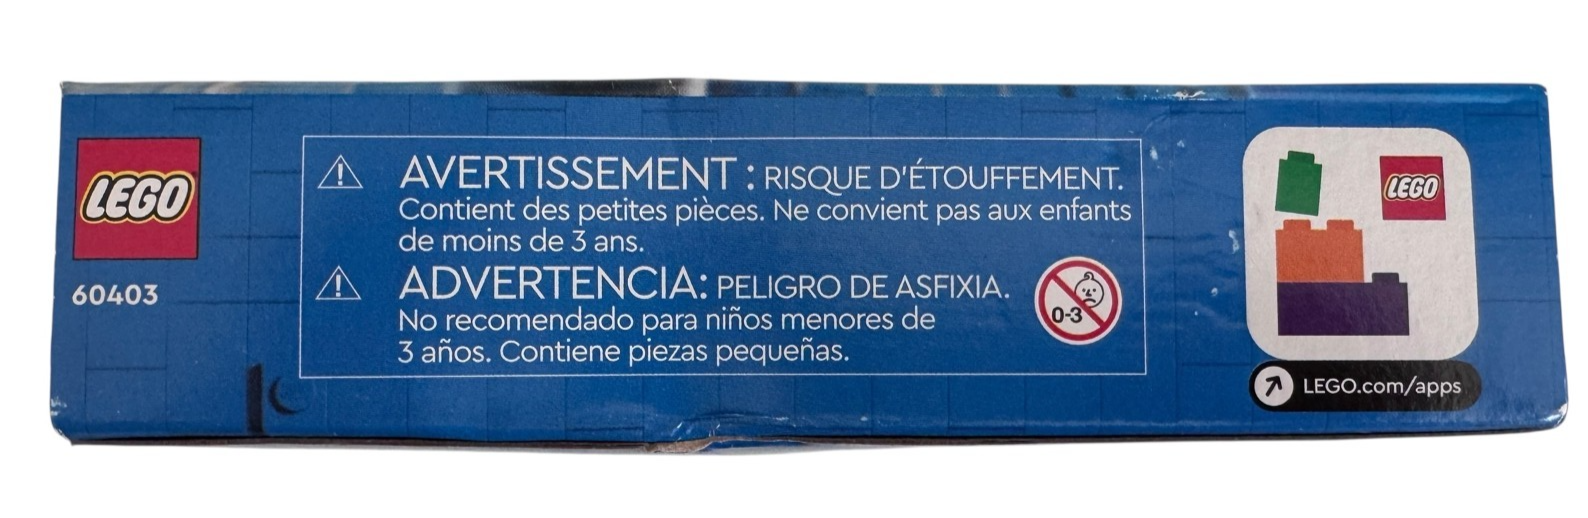 LEGO
60403
AVERTISSEMENT : RISQUE D'ÉTOUFFEMENT.
Contient des petites pièces. Ne convient pas aux enfants
de moins de 3 ans.
ADVERTENCIA: PELIGRO DE ASFIXIA.
No recomendado para niños menores de
3 años. Contiene piezas pequeñas.
0-3
LEGO
LEGO.com/apps